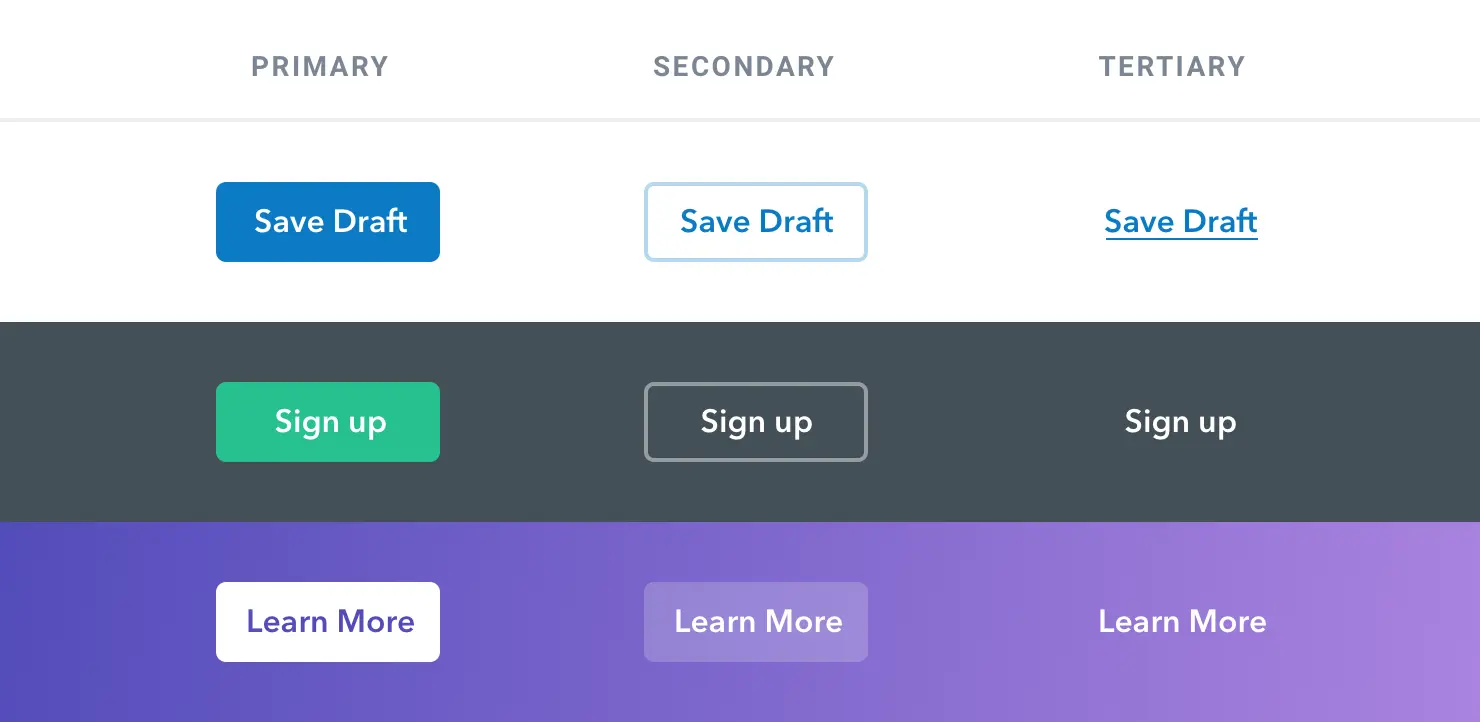 PRIMARY SECONDARY TERTIARY
Save Draft Save Draft Save Draft
Sign up Sign up Sign up
Learn More Learn More Learn More